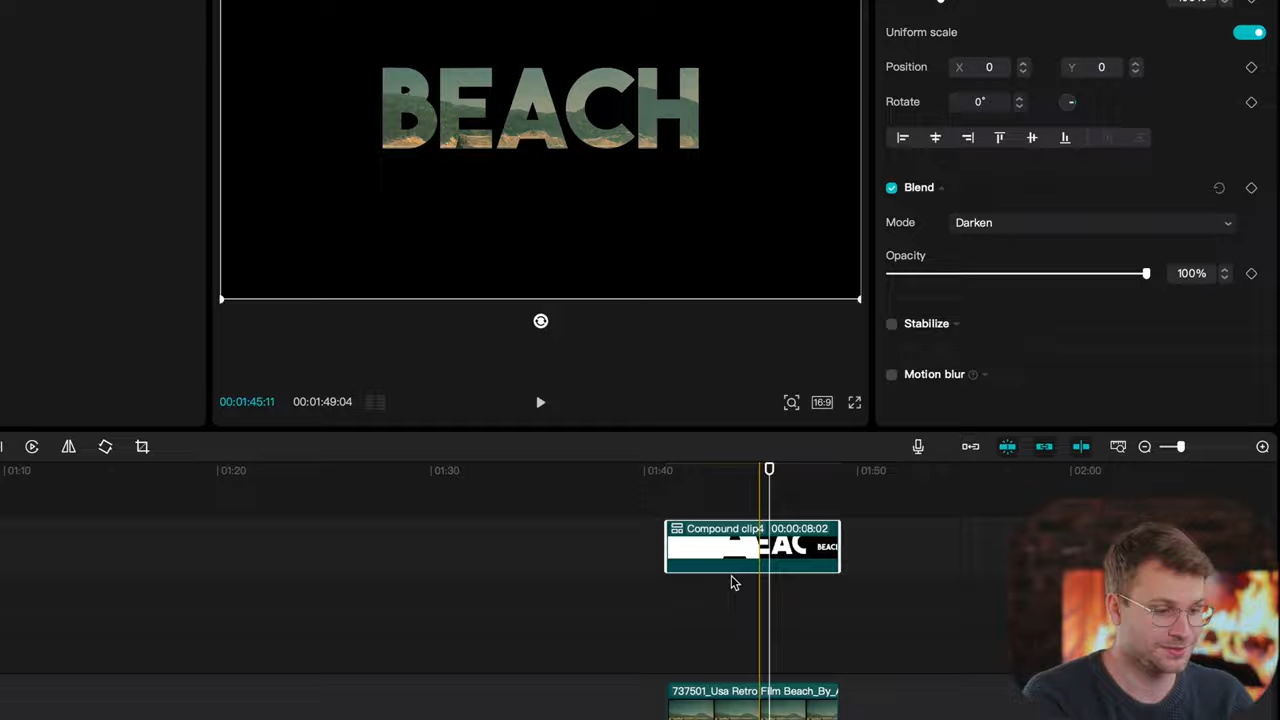 100%
Uniform scale
BEACH
Position X 0 Y 0
Rotate 0°
Blend
Mode Darken
Opacity
100%
Stabilize
Motion blur
00:01:45:11 00:01:49:04
16:9
01:10 01:20 01:30 01:40 01:50 02:00
Compound clip4 00:00:08:02
EAC BEACH
737501_Usa Retro Film Beach_By_